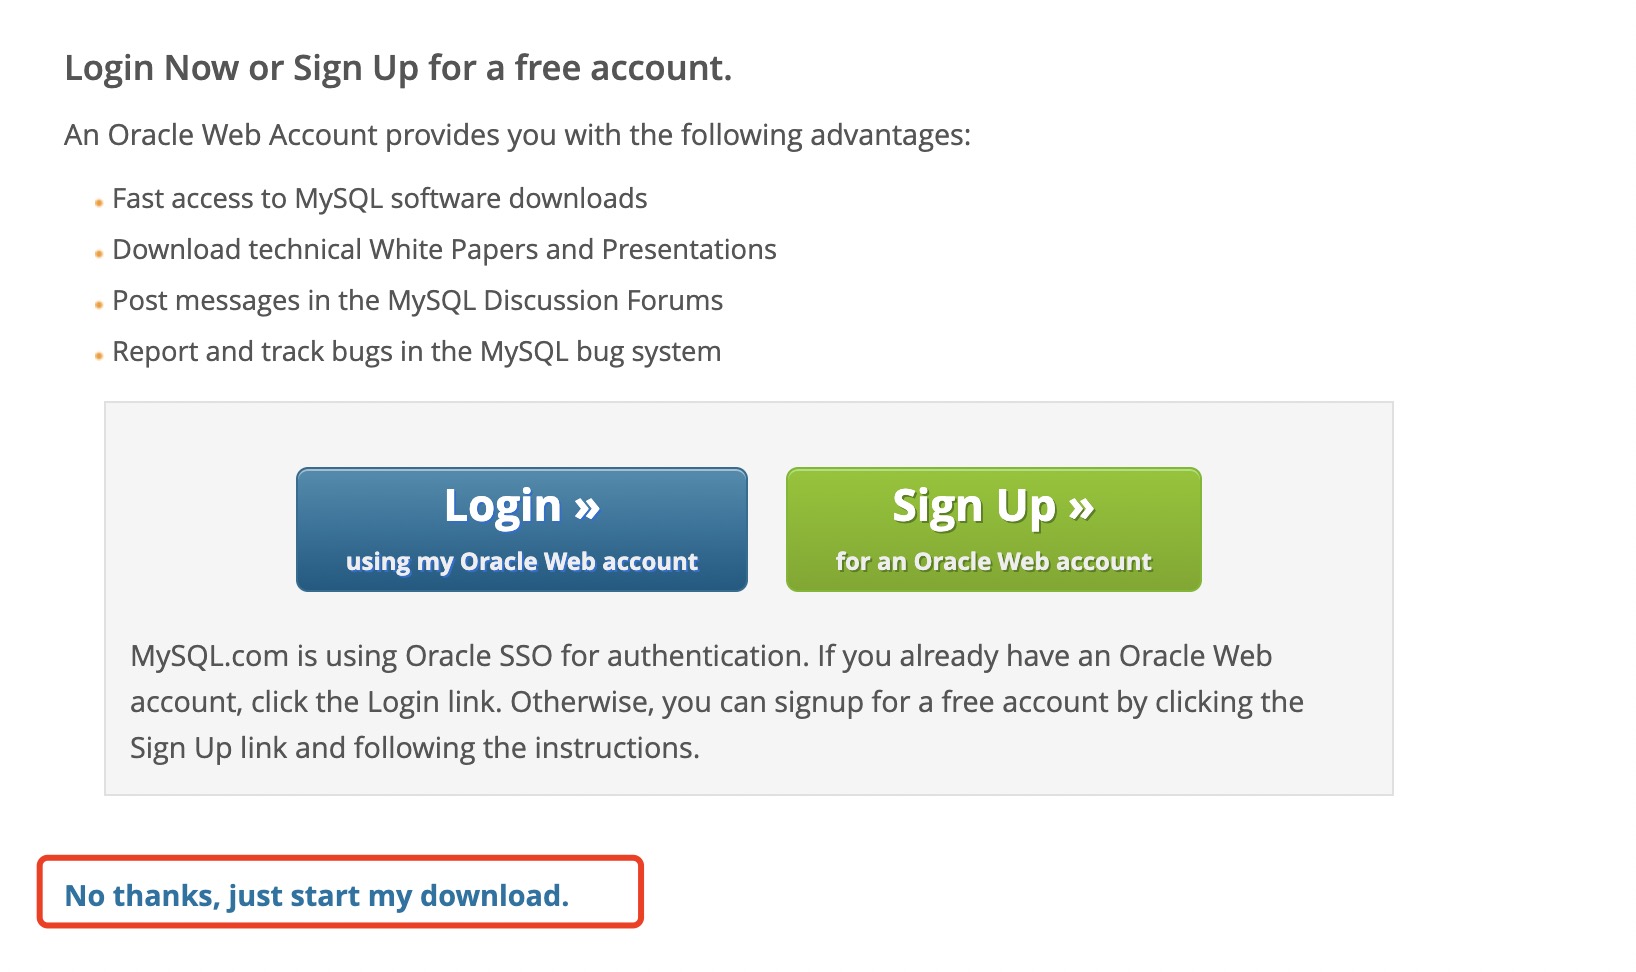 Login Now or Sign Up for a free account.
An Oracle Web Account provides you with the following advantages:
Fast access to MySQL software downloads
Download technical White Papers and Presentations
Post messages in the MySQL Discussion Forums
Report and track bugs in the MySQL bug system
Login »
using my Oracle Web account
Sign Up »
for an Oracle Web account
MySQL.com is using Oracle SSO for authentication. If you already have an Oracle Web
account, click the Login link. Otherwise, you can signup for a free account by clicking the
Sign Up link and following the instructions.
No thanks, just start my download.